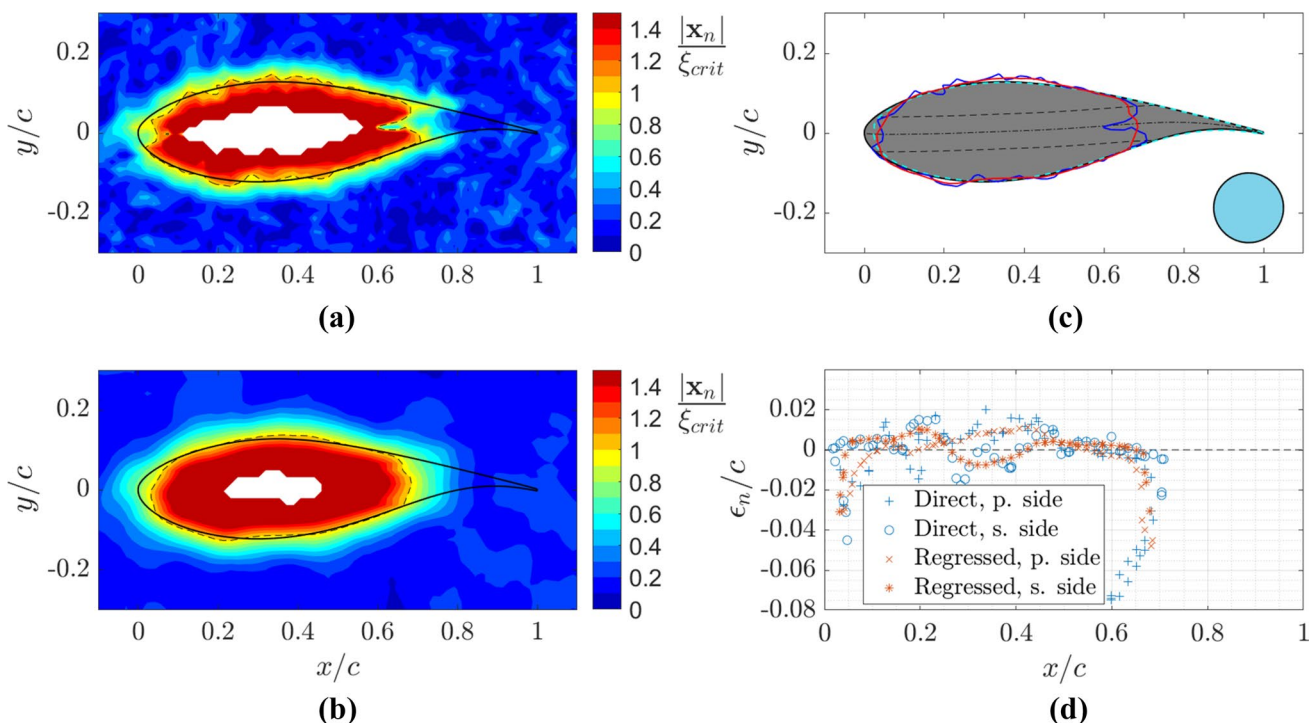 0.2
0
-0.2
y/c
0 0.2 0.4 0.6 0.8 1
1.4
1.2
1
0.8
0.6
0.4
0.2
0
|x_n|
ξ_crit
(a)
0.2
0
-0.2
y/c
0 0.2 0.4 0.6 0.8 1
(c)
0.2
0
-0.2
y/c
0 0.2 0.4 0.6 0.8 1
x/c
1.4
1.2
1
0.8
0.6
0.4
0.2
0
|x_n|
ξ_crit
(b)
0.02
0
-0.02
-0.04
-0.06
-0.08
ϵ_n/c
Direct, p. side
Direct, s. side
Regressed, p. side
Regressed, s. side
0 0.2 0.4 0.6 0.8 1
x/c
(d)